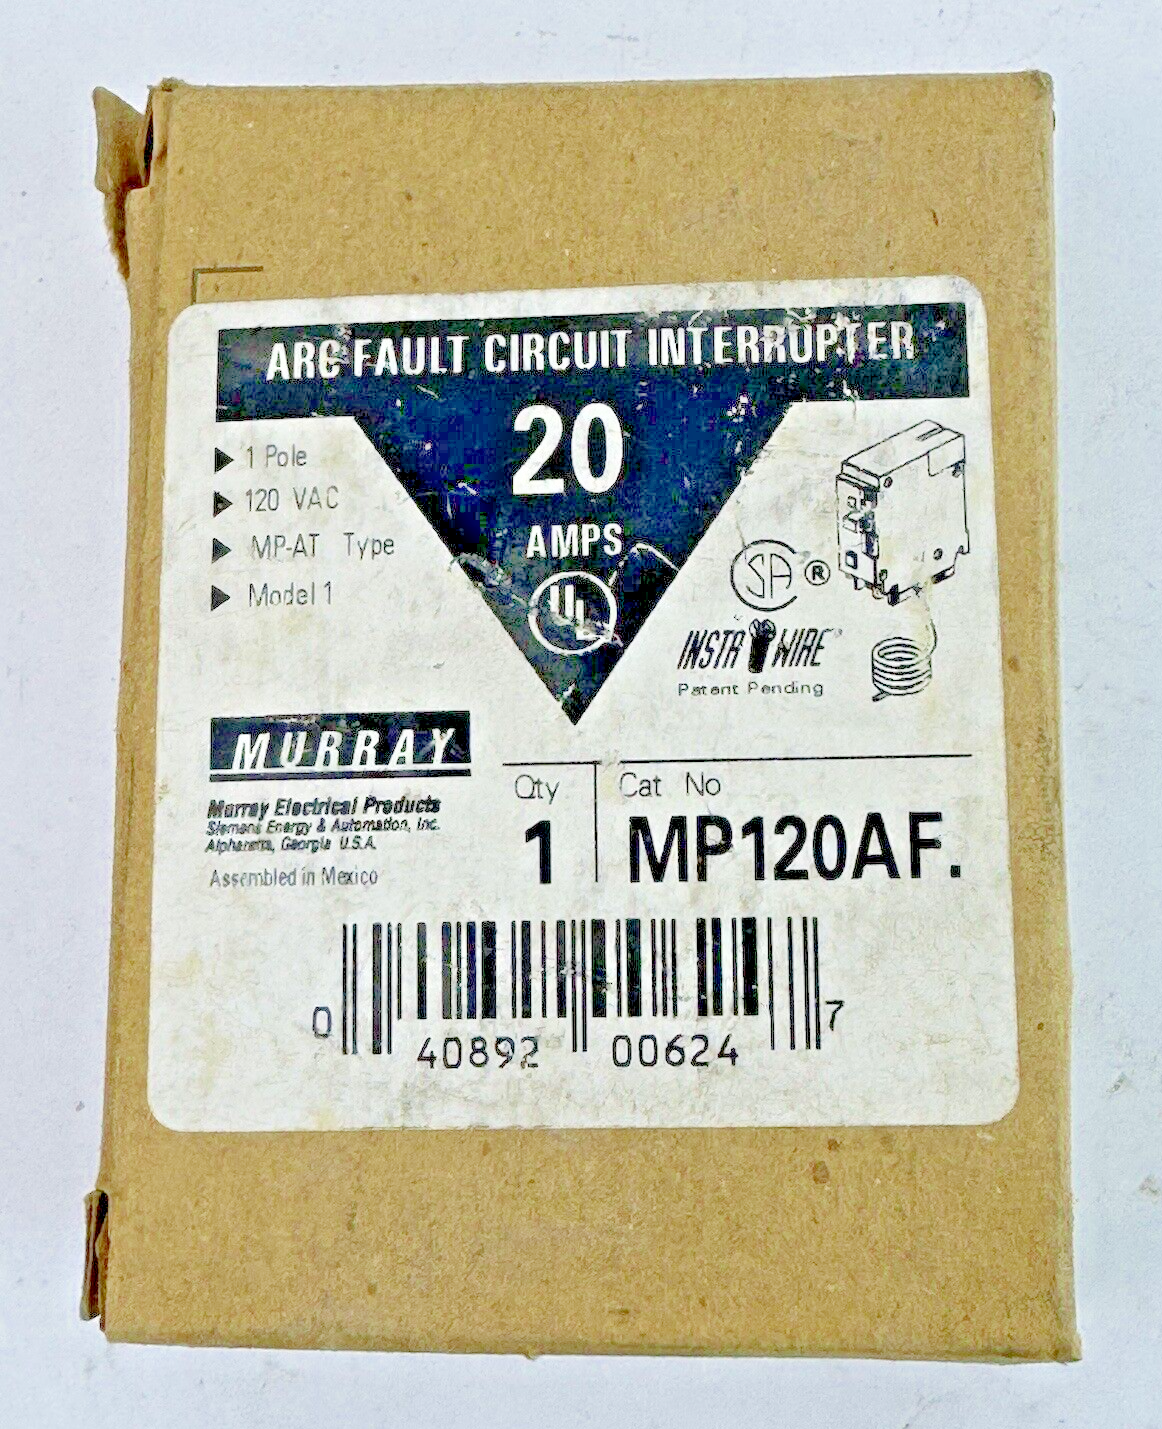 ARC FAULT CIRCUIT INTERRUPTER
20
AMPS
UL
1 Pole
120 VAC
MP-AT Type
Model 1
SA ®
INSTA WIRE
Patent Pending
MURRAY
Murray Electrical Products
Siemens Energy & Automation, Inc.
Alpharetta, Georgia U.S.A.
Assembled in Mexico
Qty
1
Cat No
MP120AF.
0 40892 00624 7